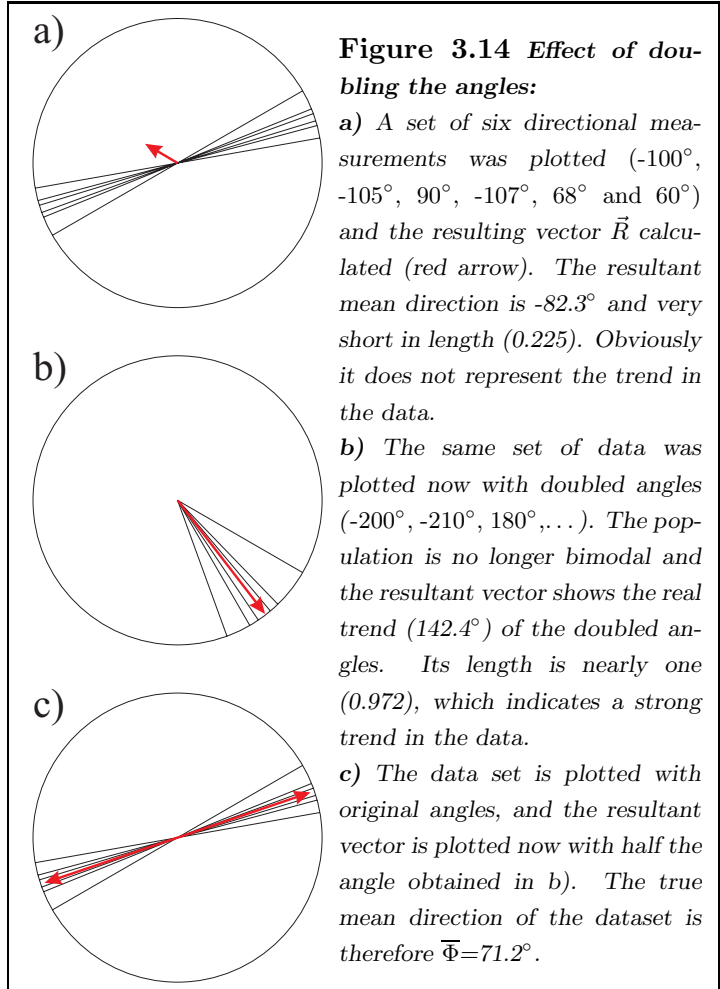 a)
b)
c)
Figure 3.14 Effect of dou-
bling the angles:
a) A set of six directional mea-
surements was plotted (-100°,
-105°, 90°, -107°, 68° and 60°)
and the resulting vector R⃗ calcu-
lated (red arrow). The resultant
mean direction is -82.3° and very
short in length (0.225). Obviously
it does not represent the trend in
the data.
b) The same set of data was
plotted now with doubled angles
(-200°, -210°, 180°,...). The pop-
ulation is no longer bimodal and
the resultant vector shows the real
trend (142.4°) of the doubled an-
gles. Its length is nearly one
(0.972), which indicates a strong
trend in the data.
c) The data set is plotted with
original angles, and the resultant
vector is plotted now with half the
angle obtained in b). The true
mean direction of the dataset is
therefore Φ̅=71.2°.